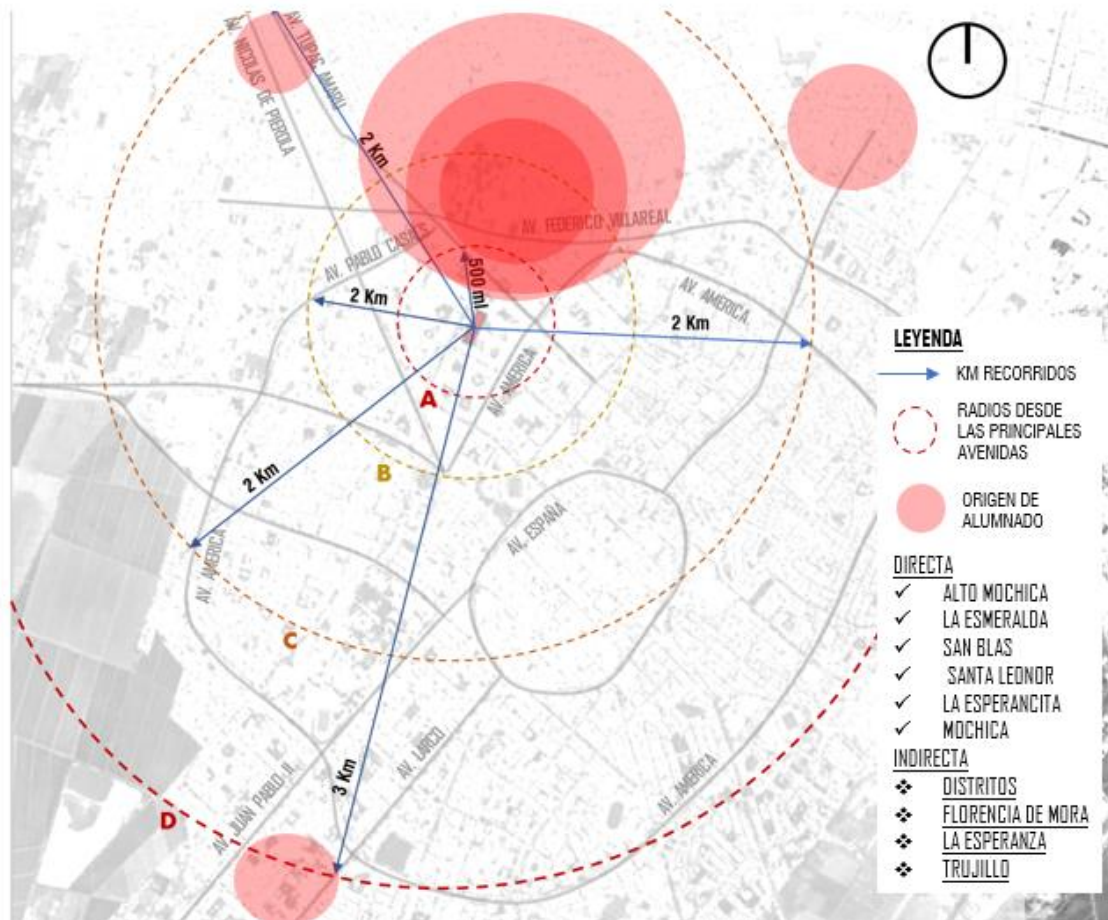 AV. NICOLAS DE PIEROLA
AV. TUPAC AMARU
2 Km
AV. FEDERICO VILLAREAL
AV. PABLO CASALS
500 ml
2 Km
AV. AMERICA
2 Km
A
AV. AMERICA
B
2 Km
AV. ESPAÑA
AV. AMERICA
C
3 Km
AV. LARCO
AV. JUAN PABLO II
AV. AMERICA
D
LEYENDA
KM RECORRIDOS
RADIOS DESDE
LAS PRINCIPALES
AVENIDAS
ORIGEN DE
ALUMNADO
DIRECTA
✓ ALTO MOCHICA
✓ LA ESMERALDA
✓ SAN BLAS
✓ SANTA LEONOR
✓ LA ESPERANCITA
✓ MOCHICA
INDIRECTA
❖ DISTRITOS
❖ FLORENCIA DE MORA
❖ LA ESPERANZA
❖ TRUJILLO